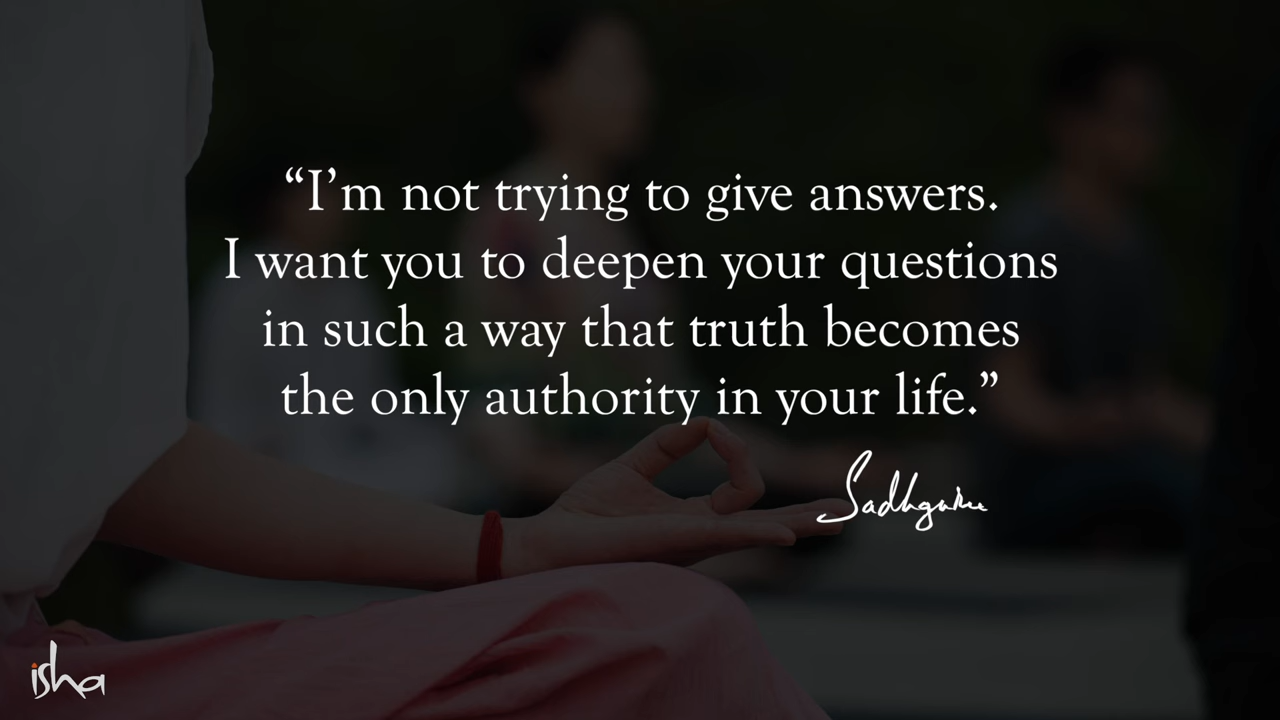 “I’m not trying to give answers.
I want you to deepen your questions
in such a way that truth becomes
the only authority in your life.”
Sadhguru
isha